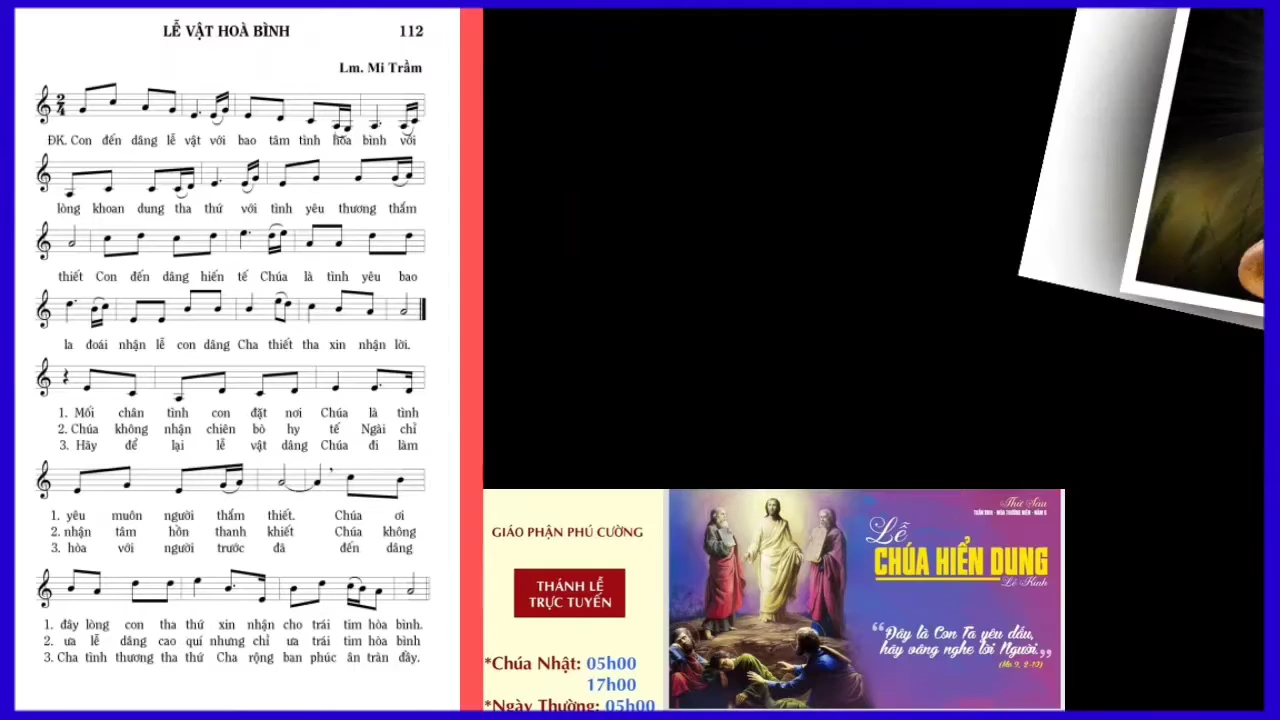 LỄ VẬT HOÀ BÌNH 112
Lm. Mi Trầm
ĐK. Con đến dâng lễ vật với bao tâm tình hòa bình với
lòng khoan dung tha thứ với tình yêu thương thắm
thiết Con đến dâng hiến tế Chúa là tình yêu bao
la đoái nhận lễ con dâng Cha thiết tha xin nhận lời.
1. Mối chân tình con đặt nơi Chúa là tình
2. Chúa không nhận chiên bò hy tế Ngài chỉ
3. Hãy để lại lễ vật dâng Chúa đi làm
1. yêu muôn người thắm thiết. Chúa ơi
2. nhận tâm hồn thanh khiết Chúa không
3. hòa với người trước đã đến dâng
1. đây lòng con tha thứ xin nhận cho trái tim hòa bình.
2. ưa lễ dâng cao quí nhưng chỉ ưa trái tim hòa bình
3. Cha tình thương tha thứ Cha rộng ban phúc ân tràn đầy.
GIÁO PHẬN PHÚ CƯỜNG
THÁNH LỄ
TRỰC TUYẾN
*Chúa Nhật: 05h00
17h00
*Ngày Thường: 05h00
Thứ Sáu
Lễ
CHÚA HIỂN DUNG
Lễ Kính
“Đây là Con Ta yêu dấu,
hãy vâng nghe lời Người.„
(Mc 9, 2-10)